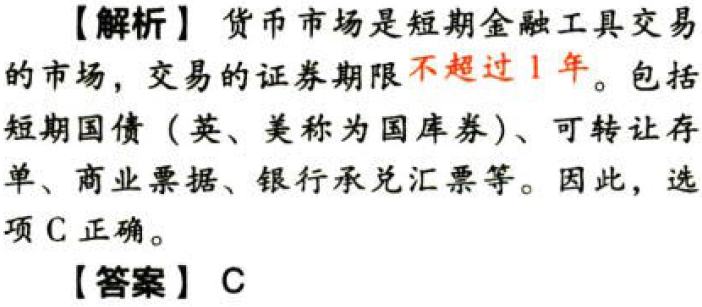 【解析】 货币市场是短期金融工具交易
的市场，交易的证券期限不超过1年。包括
短期国债（英、美称为国库券）、可转让存
单、商业票据、银行承兑汇票等。因此，选
项C正确。
【答案】 C